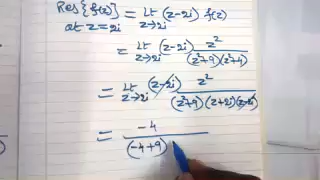 Res{f(z)} = Lt z→2i (z-2i) f(z)
at z = 2i
= Lt z→2i (z-2i) z²/((z²+9)(z²+4))
= Lt z→2i (z-2i) z²/((z²+9)(z+2i)(z-2i))
= -4/((-4+9)